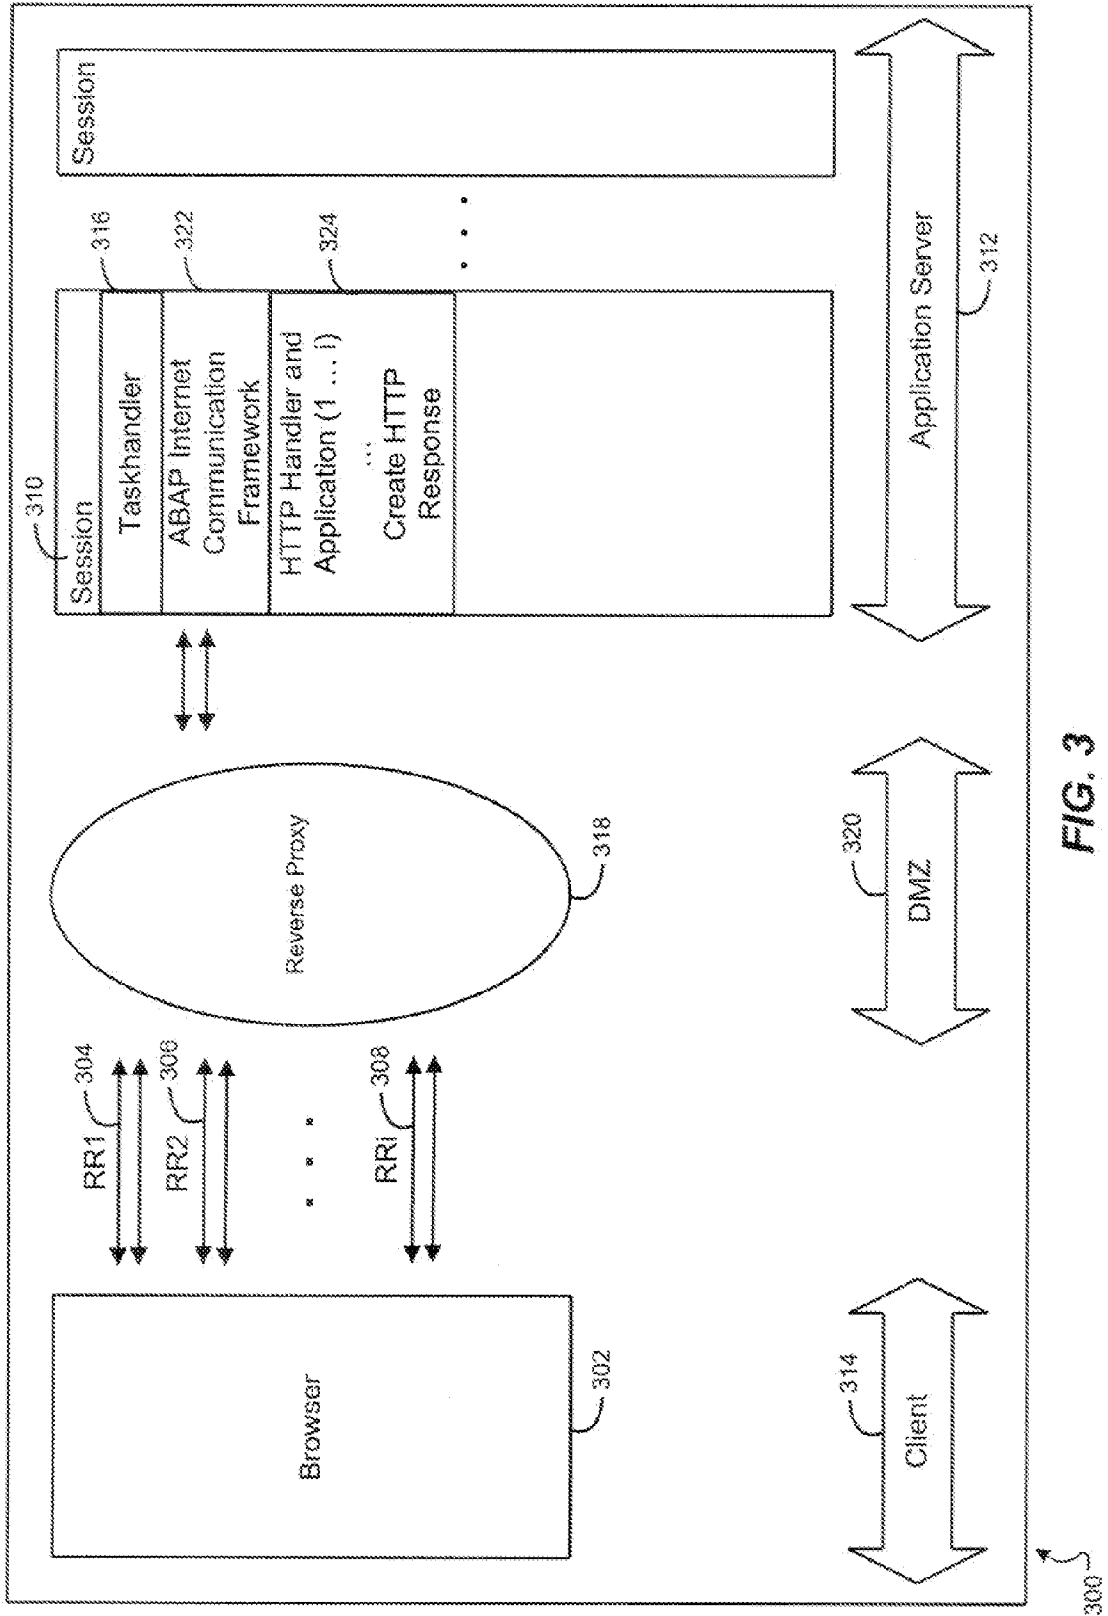 Browser
302
RR1
304
RR2
306
RRi
308
Reverse Proxy
318
310
Session
Taskhandler
316
ABAP Internet
Communication
Framework
322
HTTP Handler and
Application (1 ... i)
...
Create HTTP
Response
324
Session
Client
314
DMZ
320
Application Server
312
300
FIG. 3